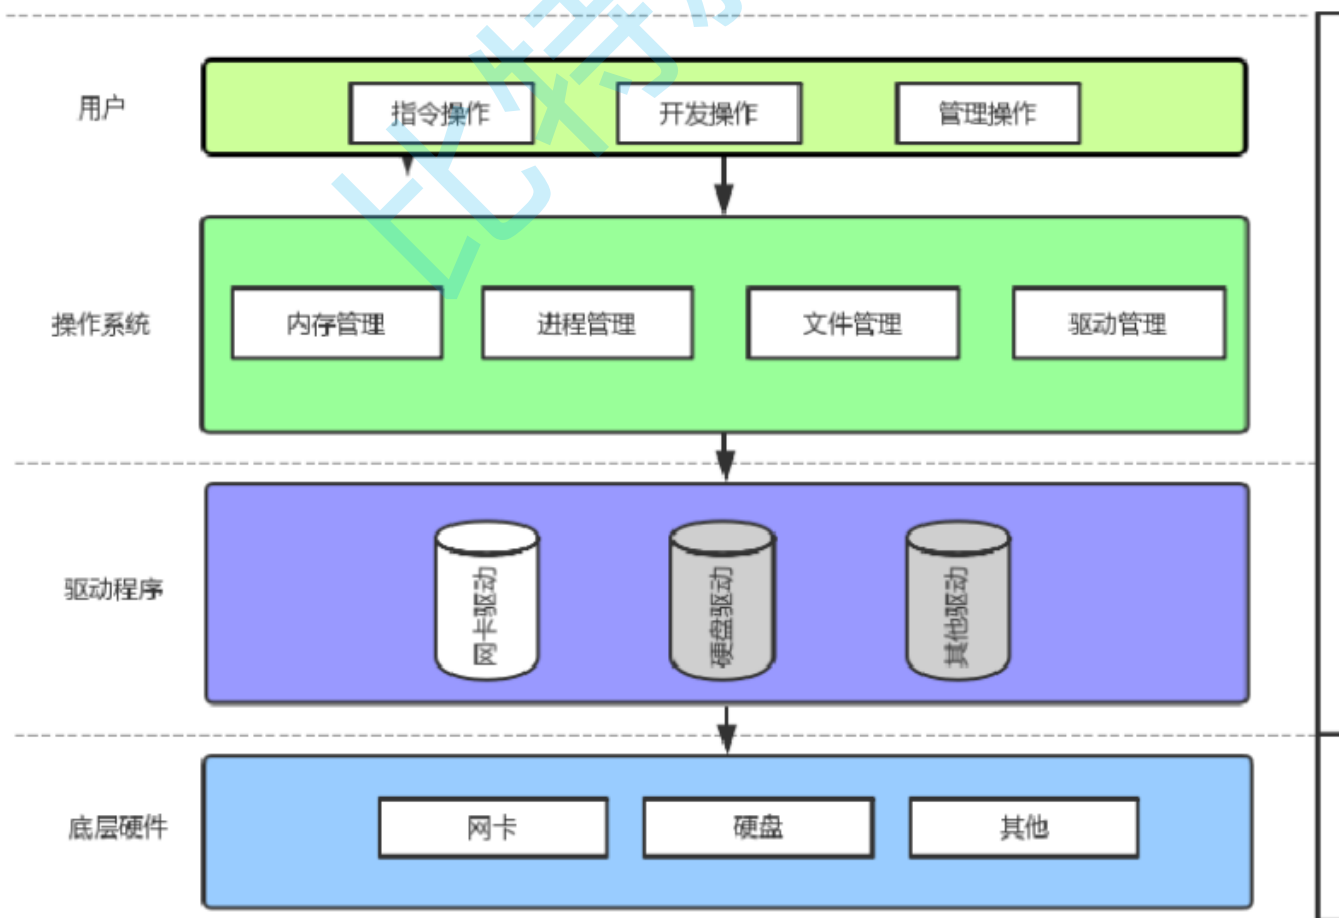 比特
用户
指令操作
开发操作
管理操作
操作系统
内存管理
进程管理
文件管理
驱动管理
驱动程序
网卡驱动
硬盘驱动
其他驱动
底层硬件
网卡
硬盘
其他